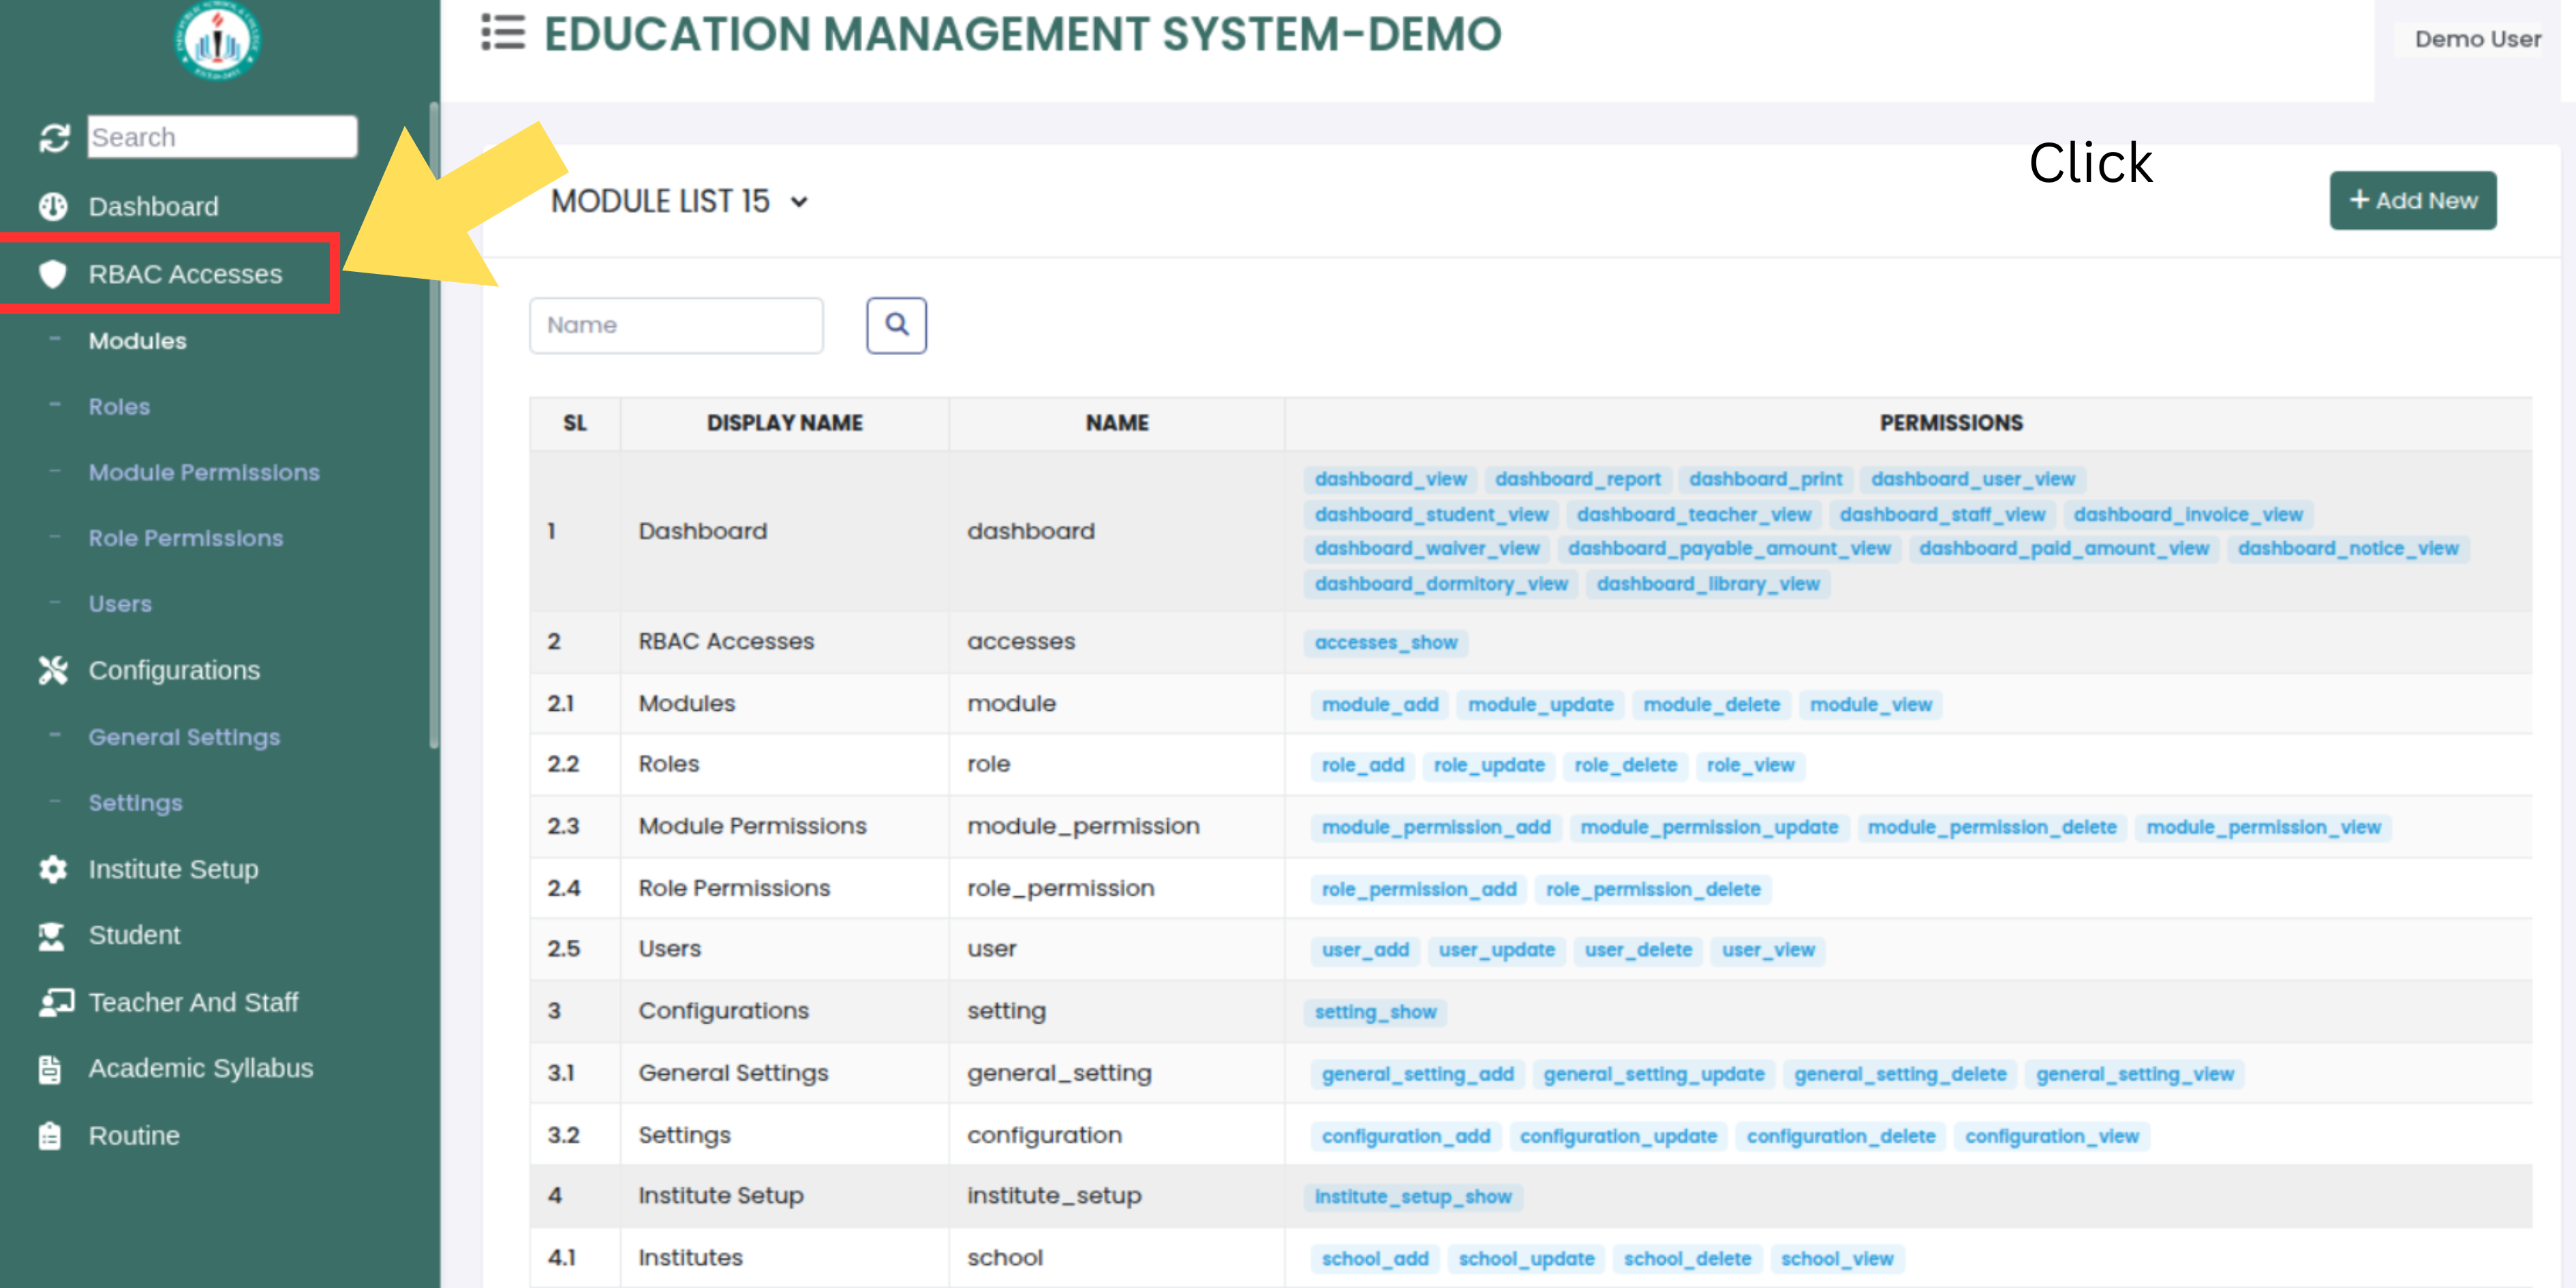 EDUCATION MANAGEMENT SYSTEM-DEMO
Demo User
Search
Dashboard
RBAC Accesses
Modules
Roles
Module Permissions
Role Permissions
Users
Configurations
General Settings
Settings
Institute Setup
Student
Teacher And Staff
Academic Syllabus
Routine
Click
MODULE LIST 15
+ Add New
Name
SL DISPLAY NAME NAME PERMISSIONS
dashboard_view dashboard_report dashboard_print dashboard_user_view
dashboard_student_view dashboard_teacher_view dashboard_staff_view dashboard_invoice_view
1 Dashboard dashboard
dashboard_waiver_view dashboard_payable_amount_view dashboard_paid_amount_view dashboard_notice_view
dashboard_dormitory_view dashboard_library_view
2 RBAC Accesses accesses accesses_show
2.1 Modules module module_add module_update module_delete module_view
2.2 Roles role role_add role_update role_delete role_view
2.3 Module Permissions module_permission module_permission_add module_permission_update module_permission_delete module_permission_view
2.4 Role Permissions role_permission role_permission_add role_permission_delete
2.5 Users user user_add user_update user_delete user_view
3 Configurations setting setting_show
3.1 General Settings general_setting general_setting_add general_setting_update general_setting_delete general_setting_view
3.2 Settings configuration configuration_add configuration_update configuration_delete configuration_view
4 Institute Setup institute_setup institute_setup_show
4.1 Institutes school school_add school_update school_delete school_view